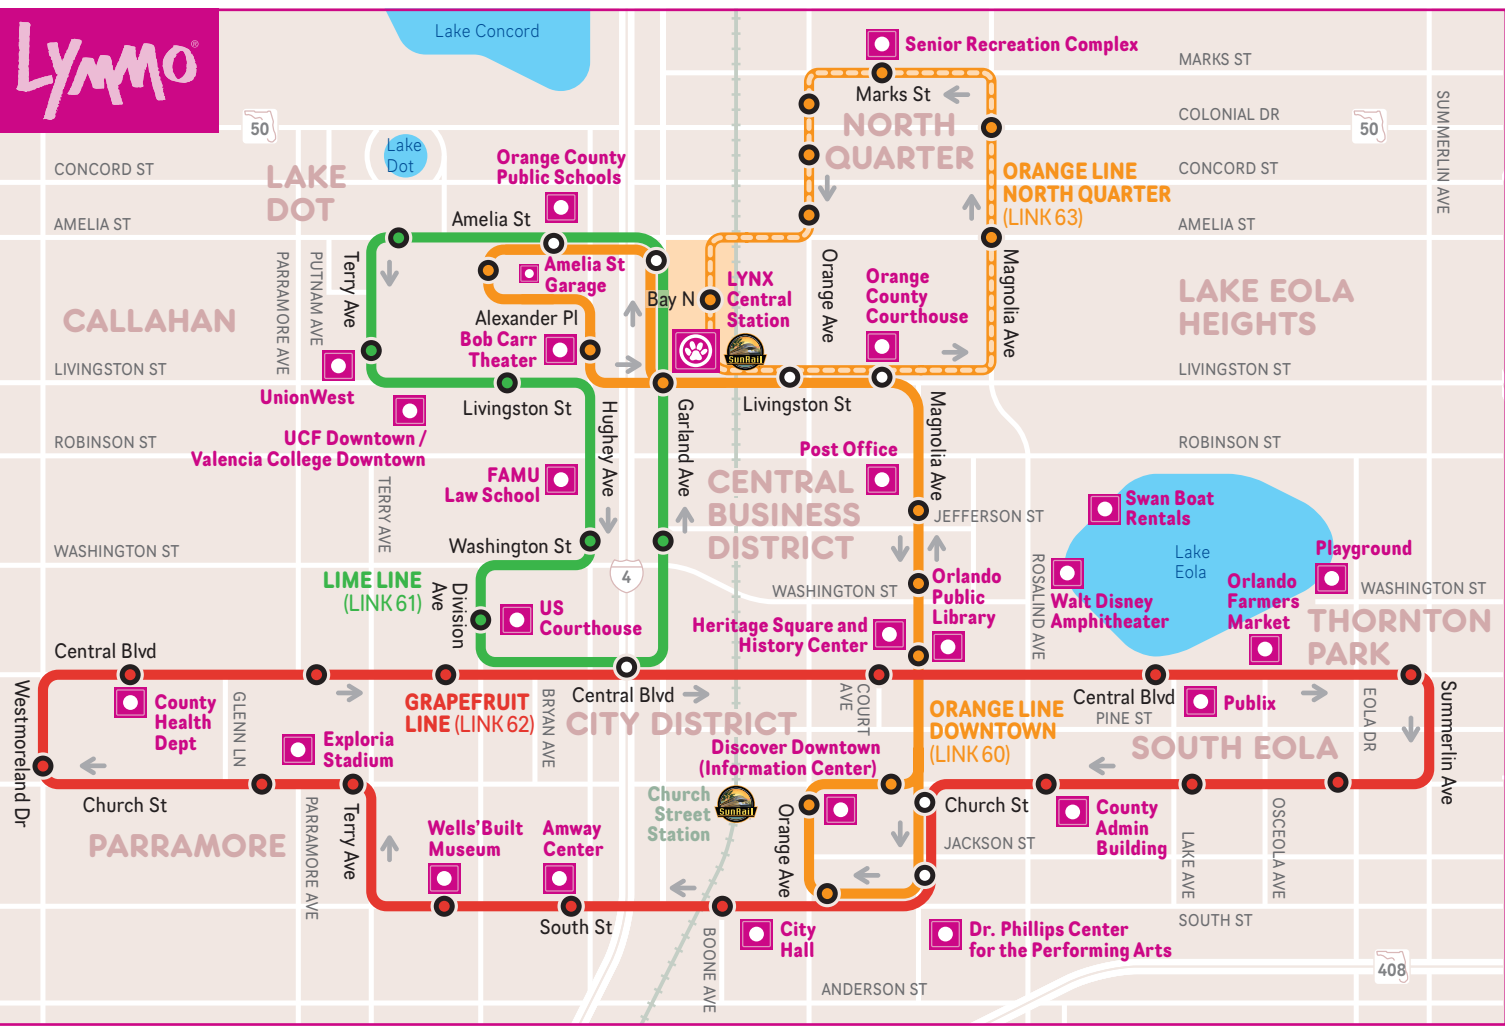 LYMMO®
Lake Concord
Senior Recreation Complex
MARKS ST
Marks St
50
COLONIAL DR
50
SUMMERLIN AVE
NORTH
QUARTER
Lake
Dot
CONCORD ST
LAKE
DOT
Orange County
Public Schools
CONCORD ST
ORANGE LINE
NORTH QUARTER
(LINK 63)
AMELIA ST
Amelia St
AMELIA ST
PARRAMORE AVE
PUTNAM AVE
Terry Ave
Amelia St
Garage
Bay N
LYNX
Central
Station
Orange Ave
Orange
County
Courthouse
Magnolia Ave
LAKE EOLA
HEIGHTS
CALLAHAN
Alexander Pl
Bob Carr
Theater
SunRail
LIVINGSTON ST
LIVINGSTON ST
UnionWest
Livingston St
Livingston St
Hughey Ave
Garland Ave
Magnolia Ave
UCF Downtown /
Valencia College Downtown
ROBINSON ST
ROBINSON ST
Post Office
FAMU
Law School
TERRY AVE
CENTRAL
BUSINESS
DISTRICT
JEFFERSON ST
Swan Boat
Rentals
Lake
Eola
Playground
WASHINGTON ST
Washington St
4
LIME LINE
(LINK 61)
Division
Ave
US
Courthouse
WASHINGTON ST
Orlando
Public
Library
ROSALIND AVE
Walt Disney
Amphitheater
Orlando
Farmers
Market
WASHINGTON ST
THORNTON
PARK
Heritage Square and
History Center
Central Blvd
Westmoreland Dr
County
Health
Dept
GLENN LN
GRAPEFRUIT
LINE (LINK 62)
BRYAN AVE
Central Blvd
CITY DISTRICT
COURT
AVE
ORANGE LINE
DOWNTOWN
(LINK 60)
Central Blvd
PINE ST
Publix
SOUTH EOLA
EOLA DR
Summerlin Ave
Exploria
Stadium
Discover Downtown
(Information Center)
Church
Street
Station
SunRail
Church St
PARRAMORE
PARRAMORE AVE
Terry Ave
Wells' Built
Museum
Amway
Center
Orange Ave
Church St
JACKSON ST
County
Admin
Building
LAKE AVE
OSCEOLA AVE
South St
BOONE AVE
City
Hall
Dr. Phillips Center
for the Performing Arts
SOUTH ST
408
ANDERSON ST